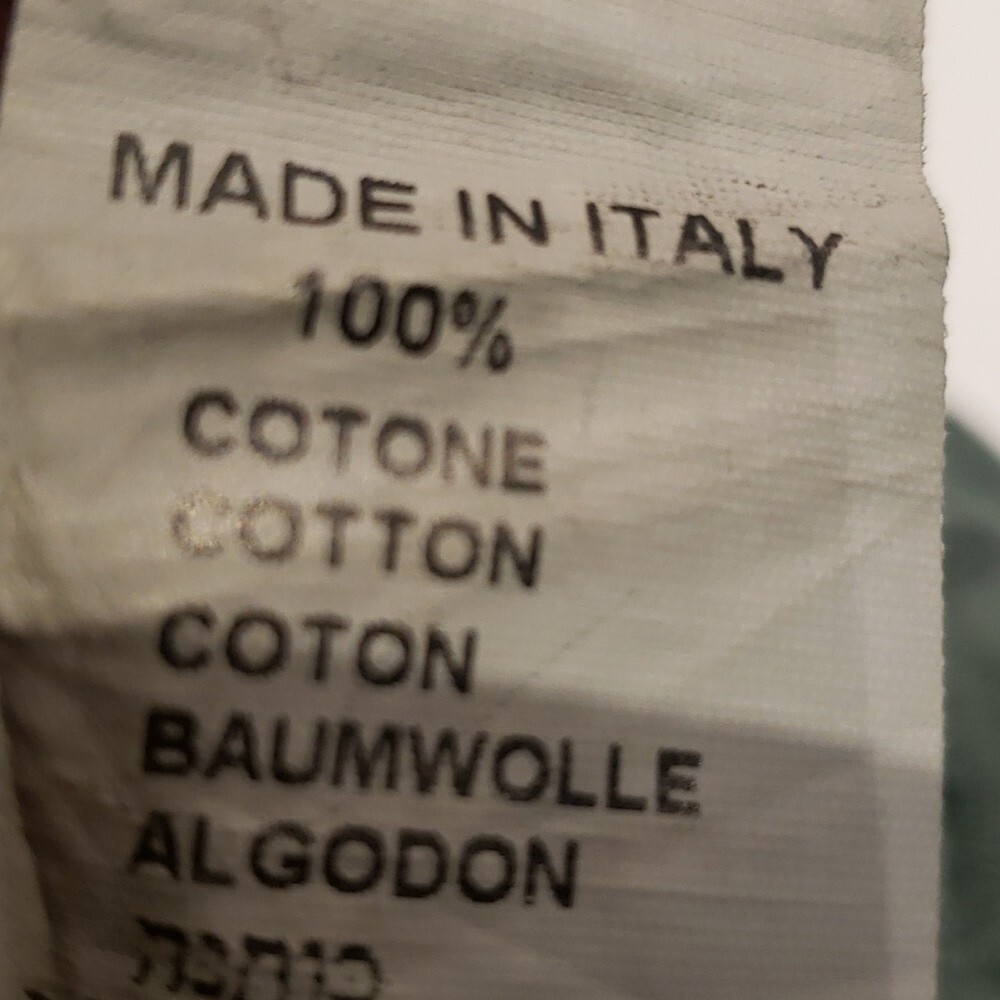 MADE IN ITALY
100%
COTONE
COTTON
COTON
BAUMWOLLE
ALGODON